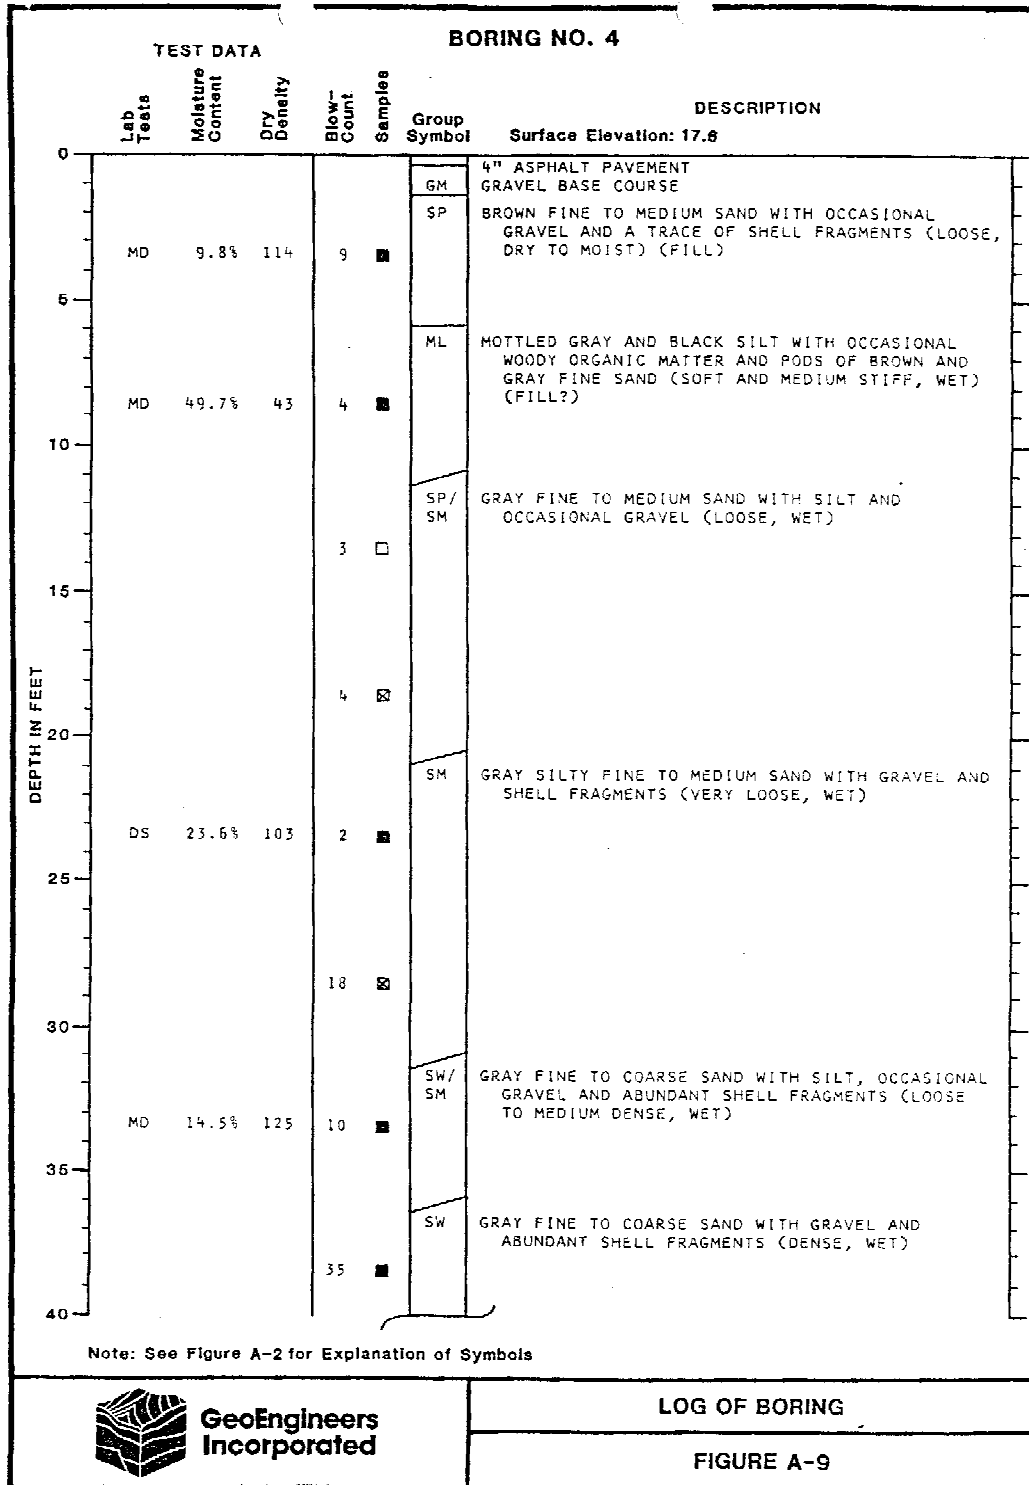 BORING NO. 4
TEST DATA
Lab Tests
Moisture Content
Dry Density
Blow-Count
Samples
Group Symbol
DESCRIPTION
Surface Elevation: 17.6
0
4" ASPHALT PAVEMENT
GM GRAVEL BASE COURSE
SP BROWN FINE TO MEDIUM SAND WITH OCCASIONAL
GRAVEL AND A TRACE OF SHELL FRAGMENTS (LOOSE,
DRY TO MOIST) (FILL)
MD 9.8% 114 9
5
ML MOTTLED GRAY AND BLACK SILT WITH OCCASIONAL
WOODY ORGANIC MATTER AND PODS OF BROWN AND
GRAY FINE SAND (SOFT AND MEDIUM STIFF, WET)
(FILL?)
MD 49.7% 43 4
10
SP/ GRAY FINE TO MEDIUM SAND WITH SILT AND
SM OCCASIONAL GRAVEL (LOOSE, WET)
3
15
DEPTH IN FEET
4
20
SM GRAY SILTY FINE TO MEDIUM SAND WITH GRAVEL AND
SHELL FRAGMENTS (VERY LOOSE, WET)
DS 23.6% 103 2
25
18
30
SW/ GRAY FINE TO COARSE SAND WITH SILT, OCCASIONAL
SM GRAVEL AND ABUNDANT SHELL FRAGMENTS (LOOSE
TO MEDIUM DENSE, WET)
MD 14.5% 125 10
35
SW GRAY FINE TO COARSE SAND WITH GRAVEL AND
ABUNDANT SHELL FRAGMENTS (DENSE, WET)
35
40
Note: See Figure A-2 for Explanation of Symbols
GeoEngineers
Incorporated
LOG OF BORING
FIGURE A-9